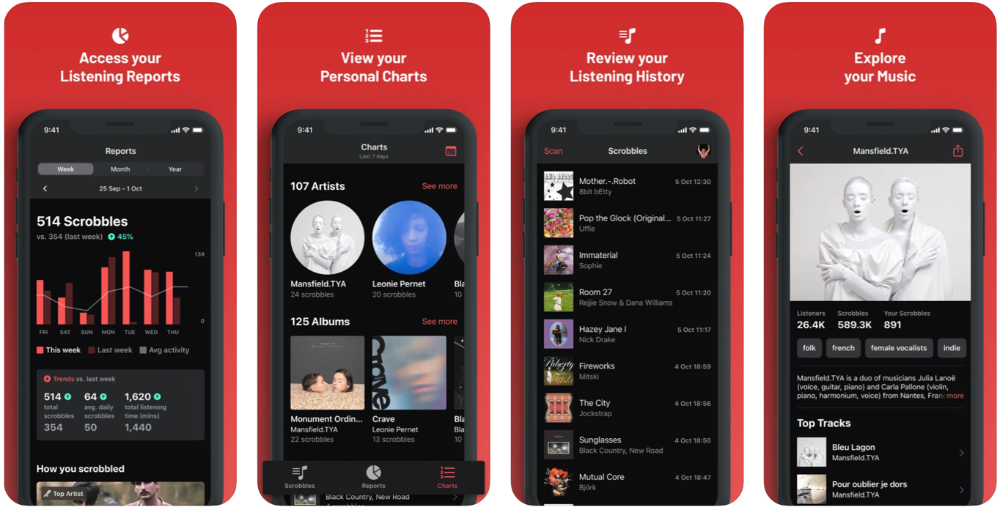 Access your
Listening Reports
9:41
Reports
Week Month Year
25 Sep - 1 Oct
514 Scrobbles
vs. 354 (last week) 45%
139
0
FRI SAT SUN MON TUE WED THU
This week Last week Avg activity
Trends vs. last week
514 64 1,620
total avg. daily total listening
scrobbles scrobbles time (mins)
354 50 1,440
How you scrobbled
Top Artist
1
2
3
View your
Personal Charts
9:41
Charts
Last 7 days
107 Artists See more
Mansfield.TYA Leonie Pernet Bla
24 scrobbles 20 scrobbles 10
125 Albums See more
Monument Ordin... Crave Bla
Mansfield.TYA Leonie Pernet Bla
22 scrobbles 13 scrobbles 10
Scrobbles Reports Charts
Black Country, New Road
Review your
Listening History
9:41
Scan Scrobbles
Mother.-.Robot 5 Oct 12:30
8bit bEtty
Pop the Glock (Original... 5 Oct 11:27
Uffie
Immaterial 5 Oct 11:24
Sophie
Room 27 5 Oct 11:20
Rejjie Snow & Dana Williams
Hazey Jane I 5 Oct 11:17
Nick Drake
Fireworks 4 Oct 18:59
Mitski
The City 4 Oct 18:56
Jockstrap
Sunglasses 4 Oct 18:50
Black Country, New Road
Mutual Core 4 Oct 18:47
Björk
Explore
your Music
9:41
Mansfield.TYA
Listeners Scrobbles Your Scrobbles
26.4K 589.3K 891
folk french female vocalists indie
Mansfield.TYA is a duo of musicians Julia Lanoë
(voice, guitar, piano) and Carla Pallone (violin,
piano, harmonium, voice) from Nantes, Franc more
Top Tracks
Bleu Lagon
Mansfield.TYA
Pour oublier je dors
Mansfield.TYA